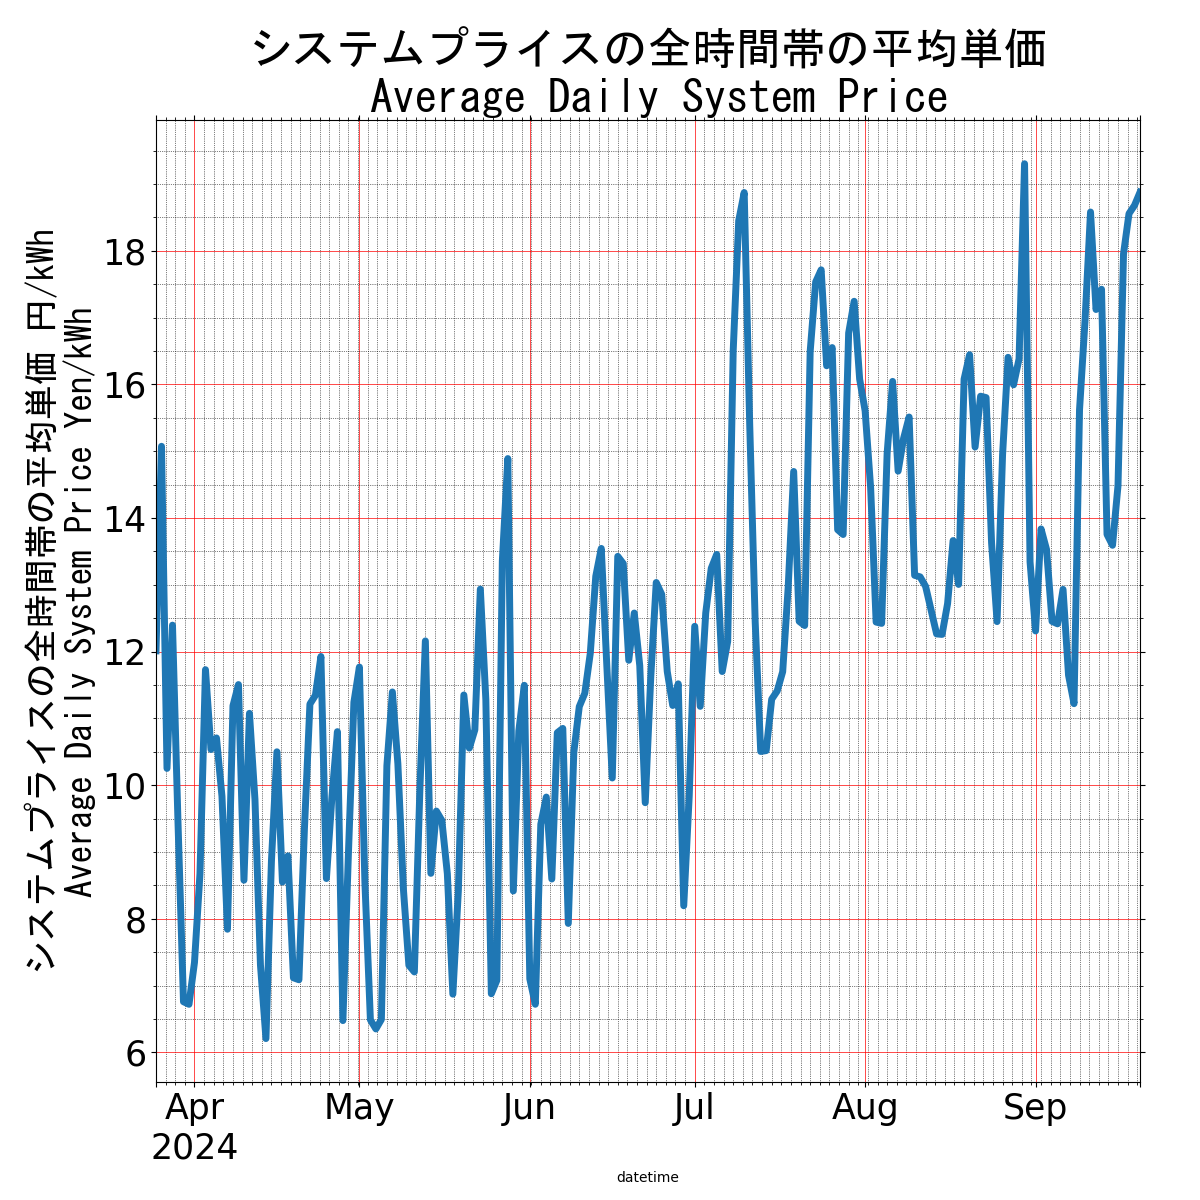 システムプライスの全時間帯の平均単価
Average Daily System Price
システムプライスの全時間帯の平均単価 円/kWh
Average Daily System Price Yen/kWh
18
16
14
12
10
8
6
Apr
2024
May
Jun
Jul
Aug
Sep
datetime